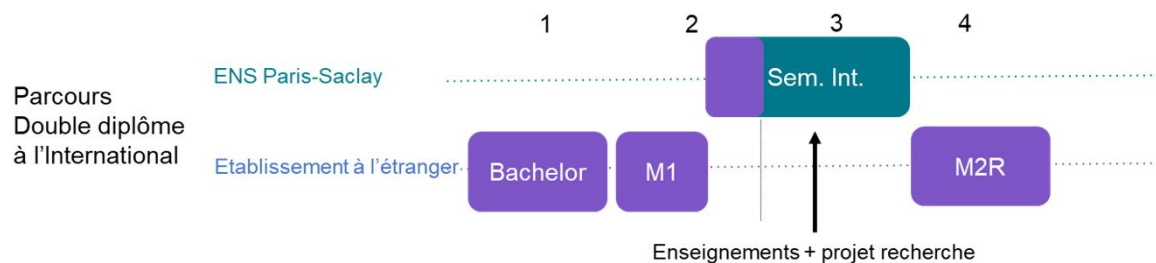 1
2
3
4
ENS Paris-Saclay
Sem. Int.
Parcours
Double diplôme
à l’International
Etablissement à l’étranger
Bachelor
M1
M2R
Enseignements + projet recherche